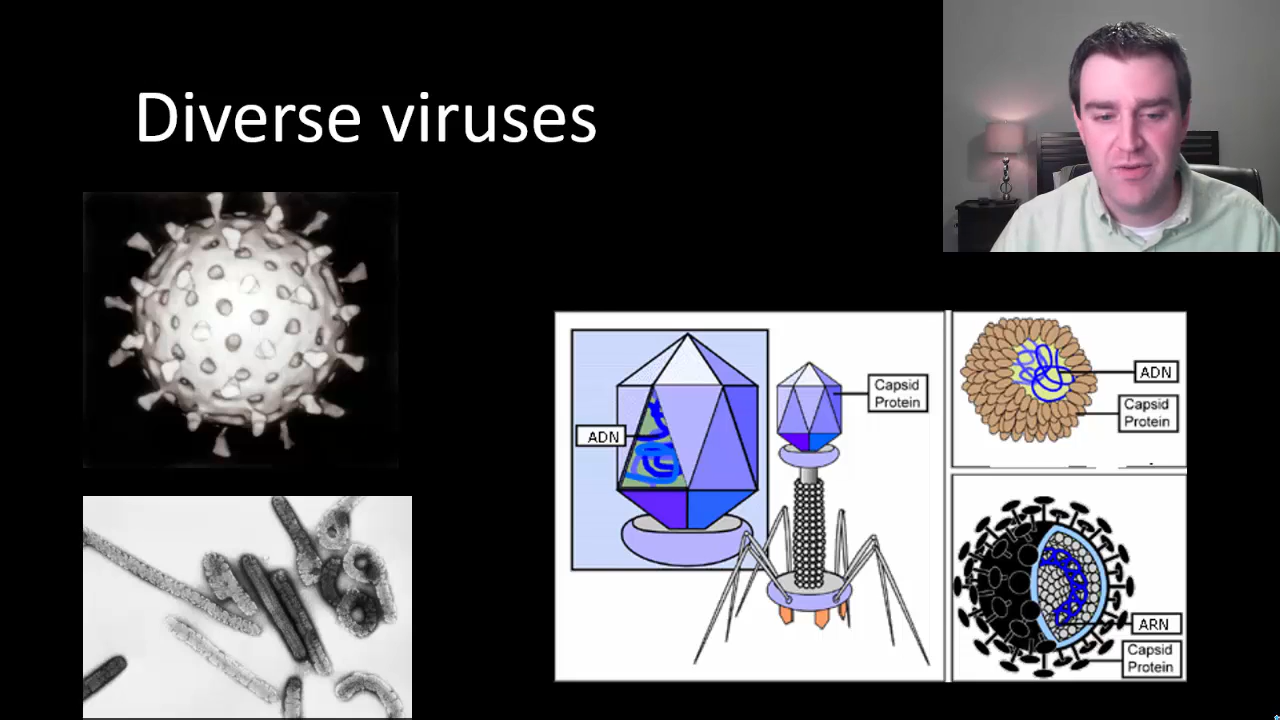 Diverse viruses
ADN
Capsid
Protein
ADN
Capsid
Protein
ARN
Capsid
Protein